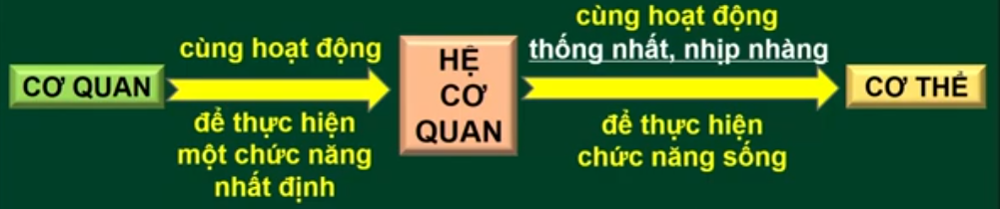 CƠ QUAN
cùng hoạt động
để thực hiện
một chức năng
nhất định
HỆ
CƠ
QUAN
cùng hoạt động
thống nhất, nhịp nhàng
để thực hiện
chức năng sống
CƠ THỂ